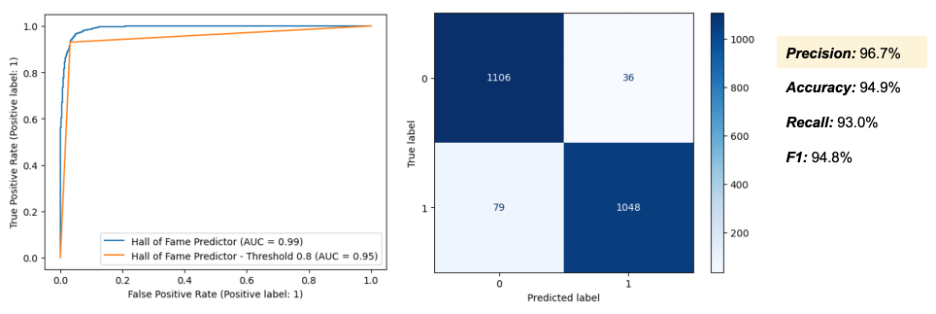 1.0
0.8
0.6
0.4
0.2
0.0
True Positive Rate (Positive label: 1)
Hall of Fame Predictor (AUC = 0.99)
Hall of Fame Predictor - Threshold 0.8 (AUC = 0.95)
0.0 0.2 0.4 0.6 0.8 1.0
False Positive Rate (Positive label: 1)
True label
0
1106 36
1
79 1048
0 1
Predicted label
1000
800
600
400
200
Precision: 96.7%
Accuracy: 94.9%
Recall: 93.0%
F1: 94.8%